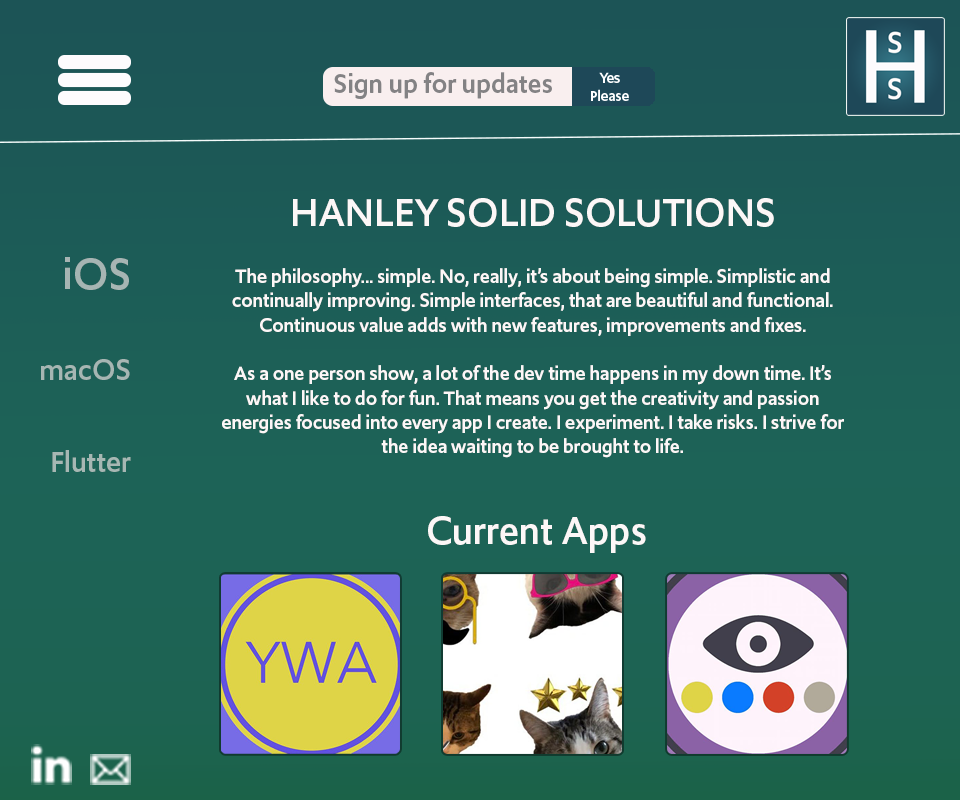 Sign up for updates
Yes
Please
S
H
S
HANLEY SOLID SOLUTIONS
iOS
The philosophy... simple. No, really, it's about being simple. Simplistic and
continually improving. Simple interfaces, that are beautiful and functional.
Continuous value adds with new features, improvements and fixes.
macOS
As a one person show, a lot of the dev time happens in my down time. It's
what I like to do for fun. That means you get the creativity and passion
energies focused into every app I create. I experiment. I take risks. I strive for
the idea waiting to be brought to life.
Flutter
Current Apps
YWA
in